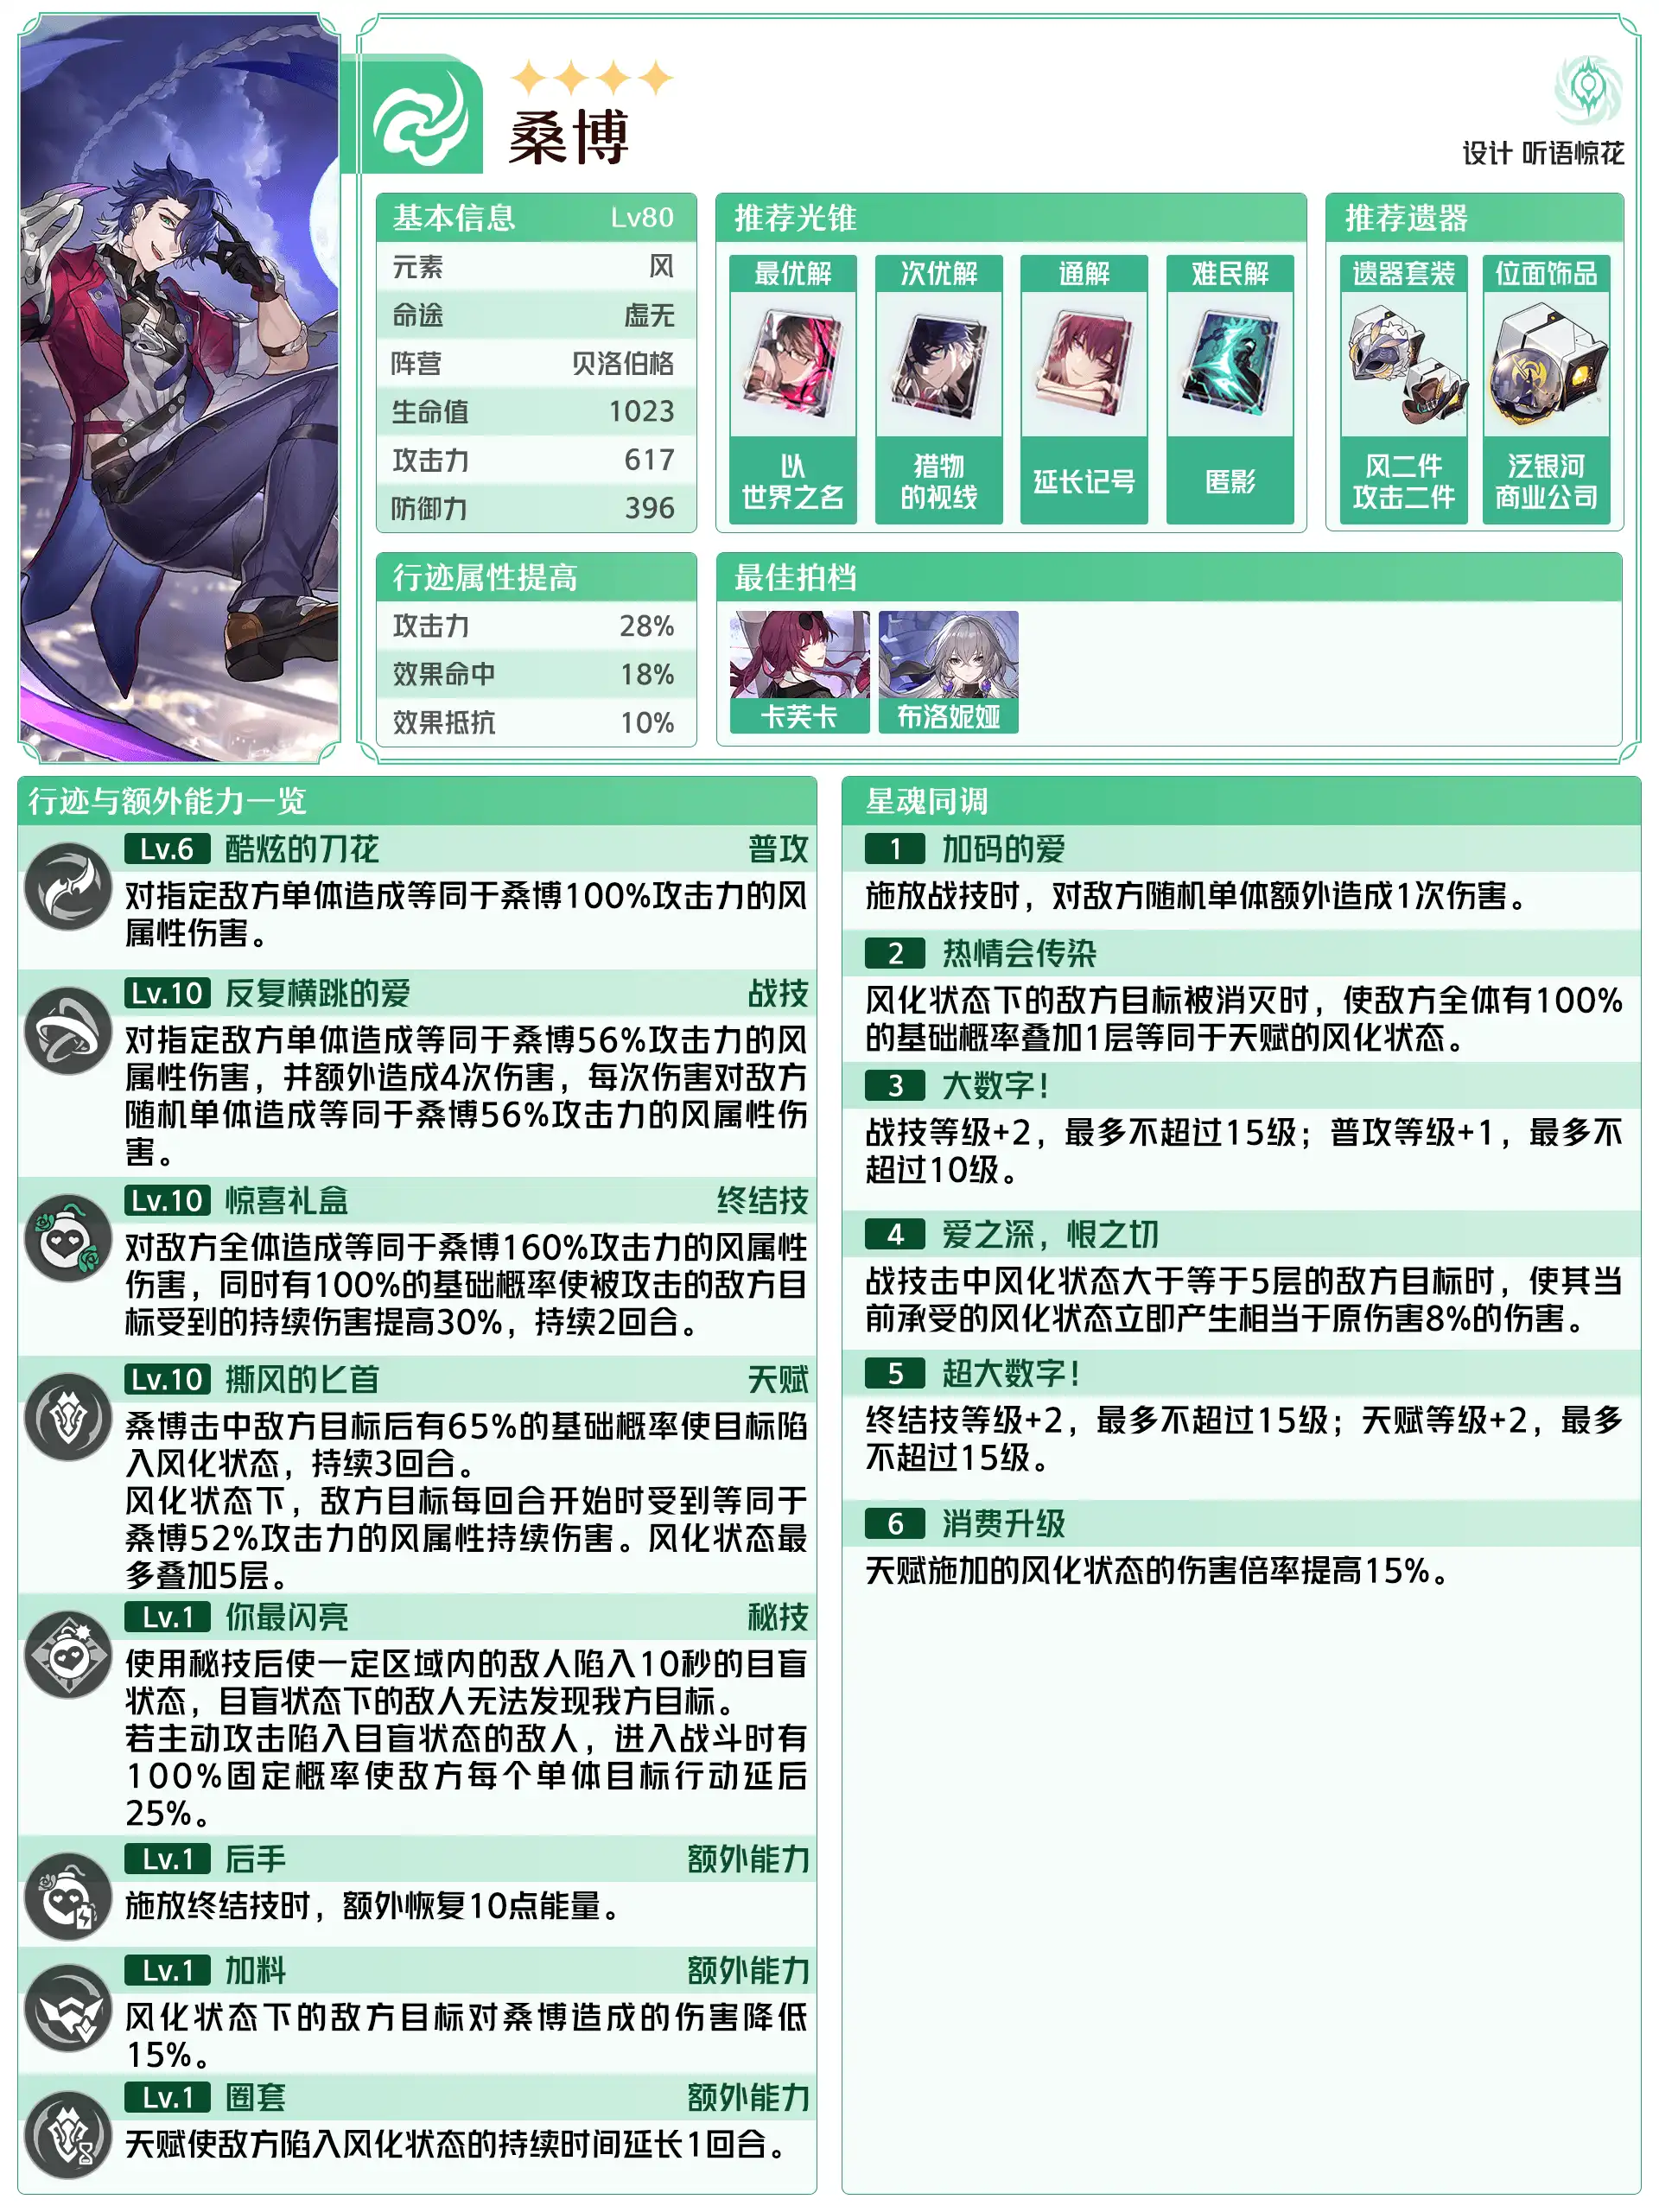 桑博
设计 听语惊花
基本信息 Lv80
元素 风
命途 虚无
阵营 贝洛伯格
生命值 1023
攻击力 617
防御力 396
推荐光锥
最优解 次优解 通解 难民解
以
世界之名
猎物
的视线
延长记号
匿影
推荐遗器
遗器套装 位面饰品
风二件
攻击二件
泛银河
商业公司
行迹属性提高
攻击力 28%
效果命中 18%
效果抵抗 10%
最佳拍档
卡芙卡 布洛妮娅
行迹与额外能力一览
Lv.6 酷炫的刀花 普攻
对指定敌方单体造成等同于桑博100%攻击力的风
属性伤害。
Lv.10 反复横跳的爱 战技
对指定敌方单体造成等同于桑博56%攻击力的风
属性伤害，并额外造成4次伤害，每次伤害对敌方
随机单体造成等同于桑博56%攻击力的风属性伤
害。
Lv.10 惊喜礼盒 终结技
对敌方全体造成等同于桑博160%攻击力的风属性
伤害，同时有100%的基础概率使被攻击的敌方目
标受到的持续伤害提高30%，持续2回合。
Lv.10 撕风的匕首 天赋
桑博击中敌方目标后有65%的基础概率使目标陷
入风化状态，持续3回合。
风化状态下，敌方目标每回合开始时受到等同于
桑博52%攻击力的风属性持续伤害。风化状态最
多叠加5层。
Lv.1 你最闪亮 秘技
使用秘技后使一定区域内的敌人陷入10秒的目盲
状态，目盲状态下的敌人无法发现我方目标。
若主动攻击陷入目盲状态的敌人，进入战斗时有
100%固定概率使敌方每个单体目标行动延后
25%。
Lv.1 后手 额外能力
施放终结技时，额外恢复10点能量。
Lv.1 加料 额外能力
风化状态下的敌方目标对桑博造成的伤害降低
15%。
Lv.1 圈套 额外能力
天赋使敌方陷入风化状态的持续时间延长1回合。
星魂同调
1 加码的爱
施放战技时，对敌方随机单体额外造成1次伤害。
2 热情会传染
风化状态下的敌方目标被消灭时，使敌方全体有100%
的基础概率叠加1层等同于天赋的风化状态。
3 大数字！
战技等级+2，最多不超过15级；普攻等级+1，最多不
超过10级。
4 爱之深，恨之切
战技击中风化状态大于等于5层的敌方目标时，使其当
前承受的风化状态立即产生相当于原伤害8%的伤害。
5 超大数字！
终结技等级+2，最多不超过15级；天赋等级+2，最多
不超过15级。
6 消费升级
天赋施加的风化状态的伤害倍率提高15%。